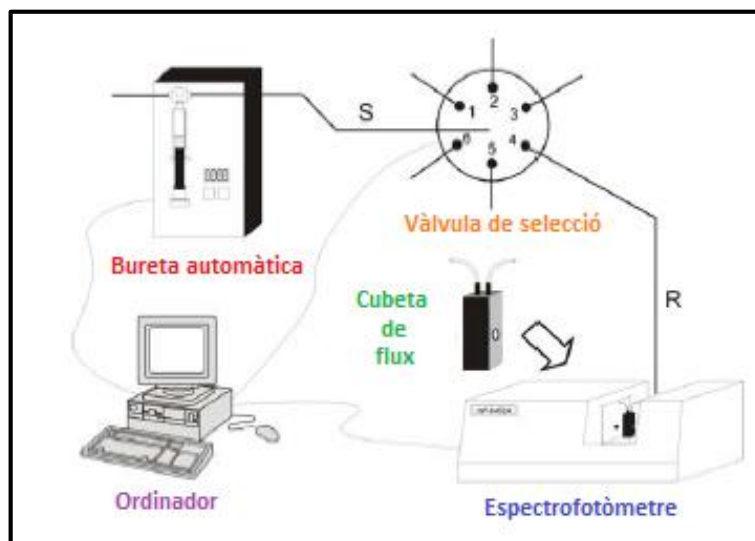 S
1
2
3
4
5
6
Vàlvula de selecció
Bureta automàtica
Cubeta
de
flux
R
Ordinador
Espectrofotòmetre